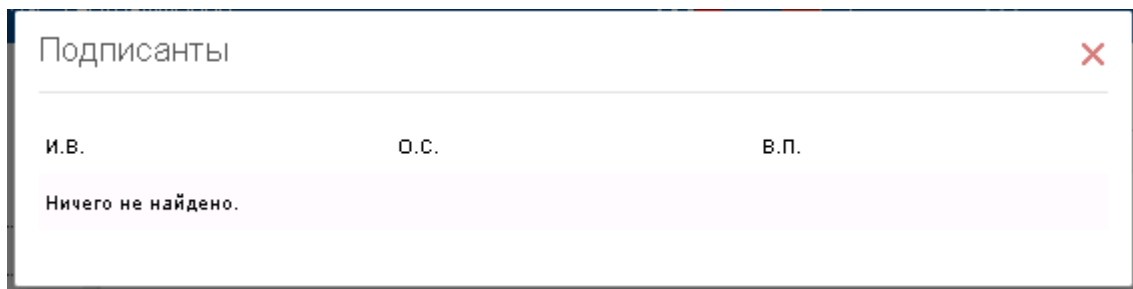 Подписанты
И.В. О.С. В.П.
Ничего не найдено.